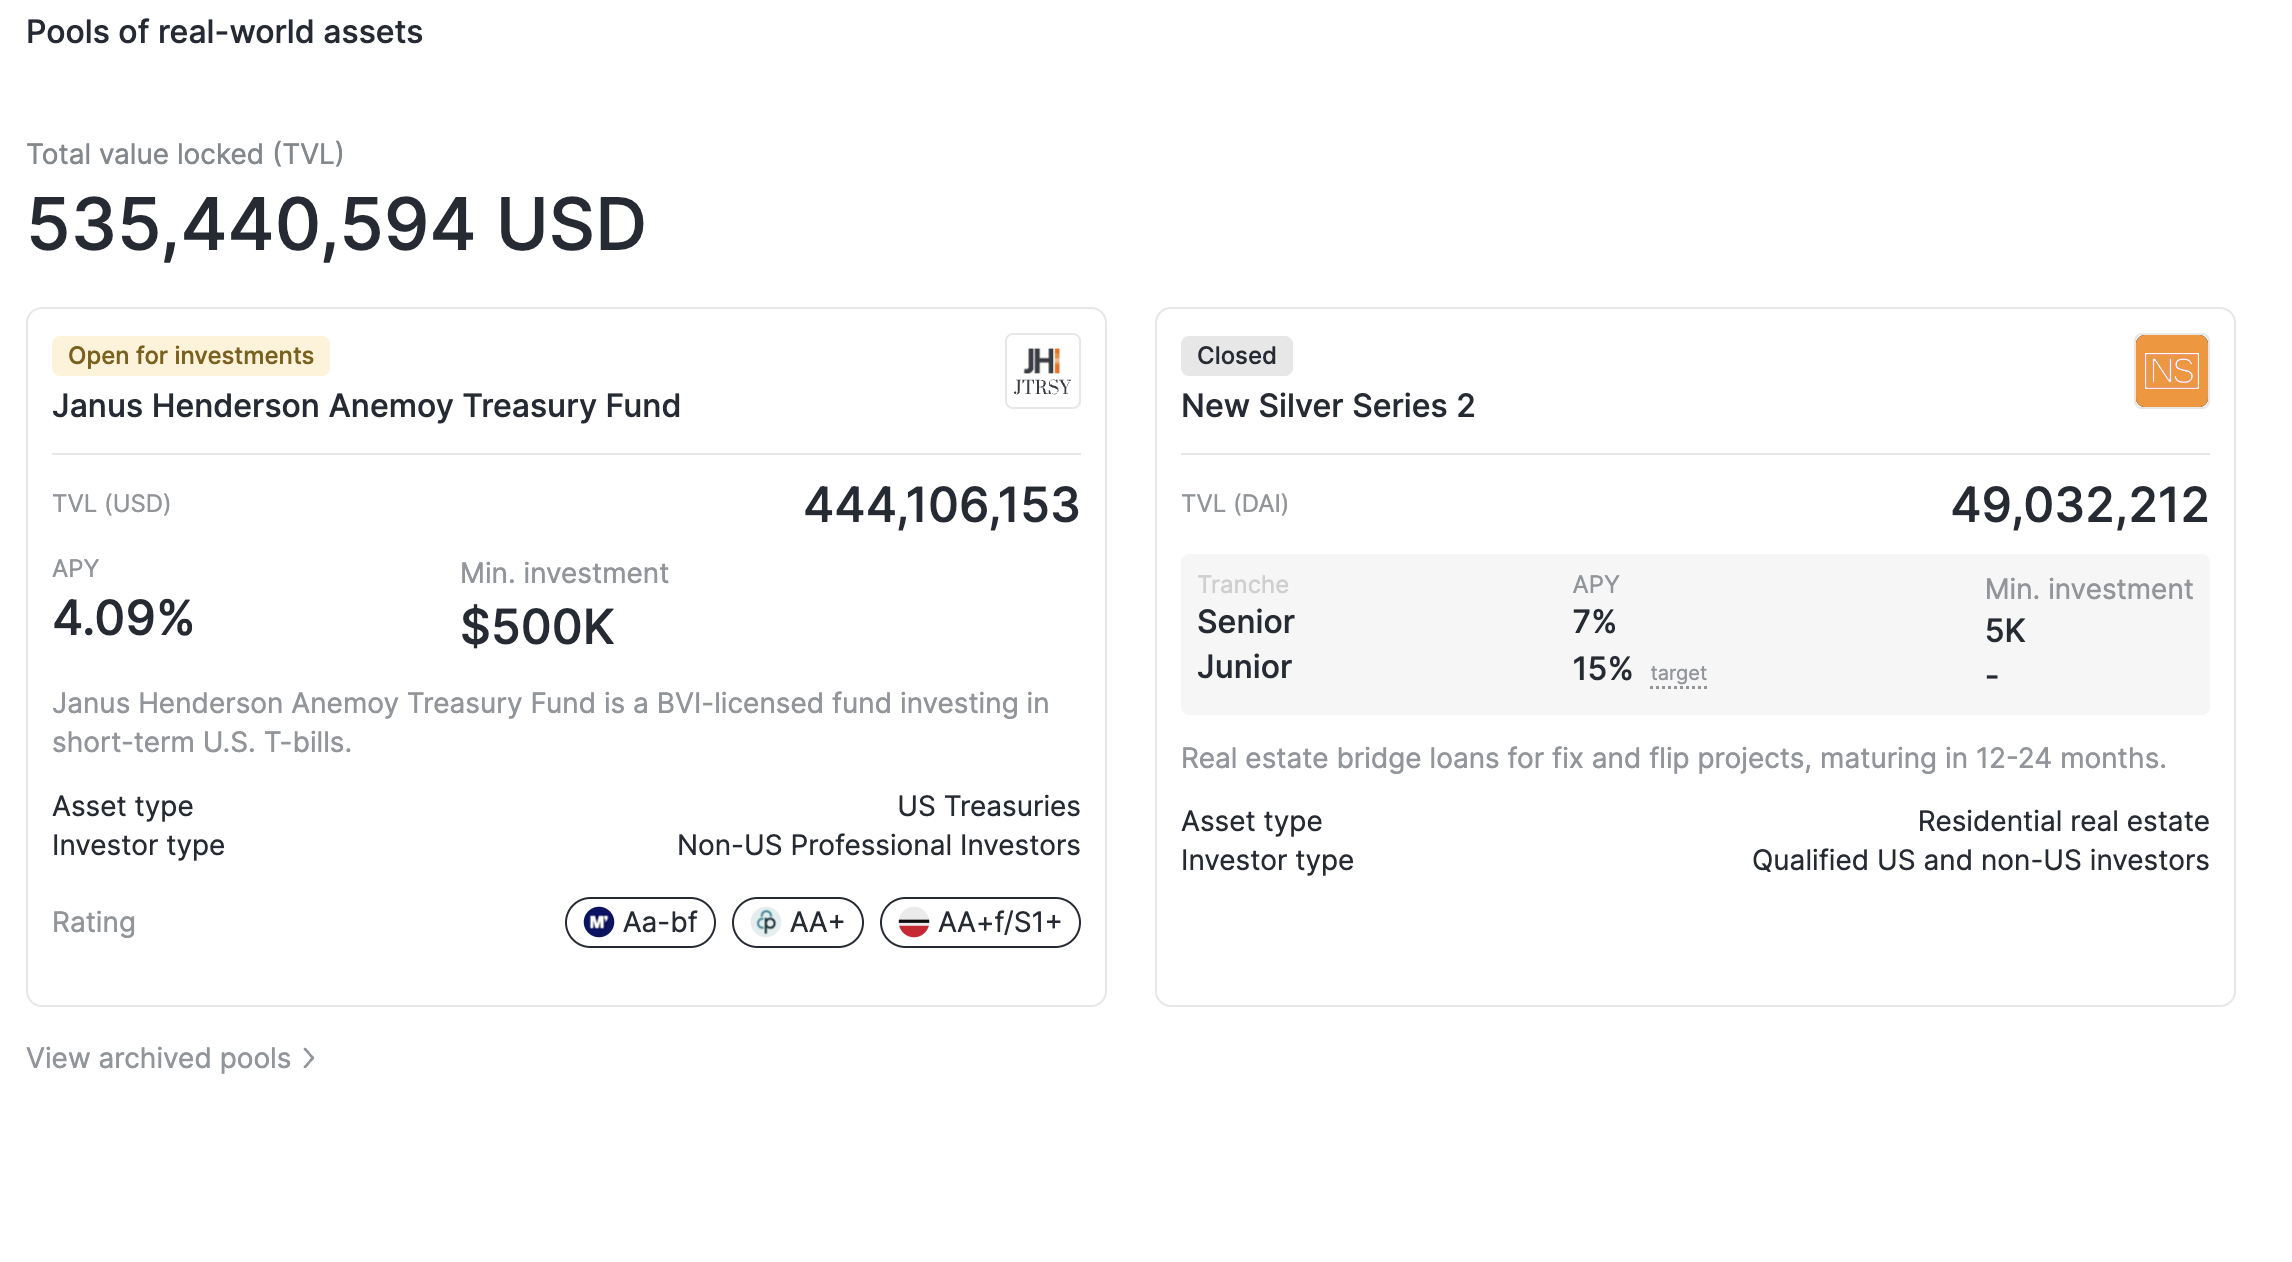 Pools of real-world assets
Total value locked (TVL)
535,440,594 USD
Open for investments
JHI
JTRSY
Janus Henderson Anemoy Treasury Fund
TVL (USD) 444,106,153
APY Min. investment
4.09% $500K
Janus Henderson Anemoy Treasury Fund is a BVI-licensed fund investing in
short-term U.S. T-bills.
Asset type US Treasuries
Investor type Non-US Professional Investors
Rating M Aa-bf p AA+ AA+f/S1+
Closed
NS
New Silver Series 2
TVL (DAI) 49,032,212
Tranche APY Min. investment
Senior 7% 5K
Junior 15% target -
Real estate bridge loans for fix and flip projects, maturing in 12-24 months.
Asset type Residential real estate
Investor type Qualified US and non-US investors
View archived pools >